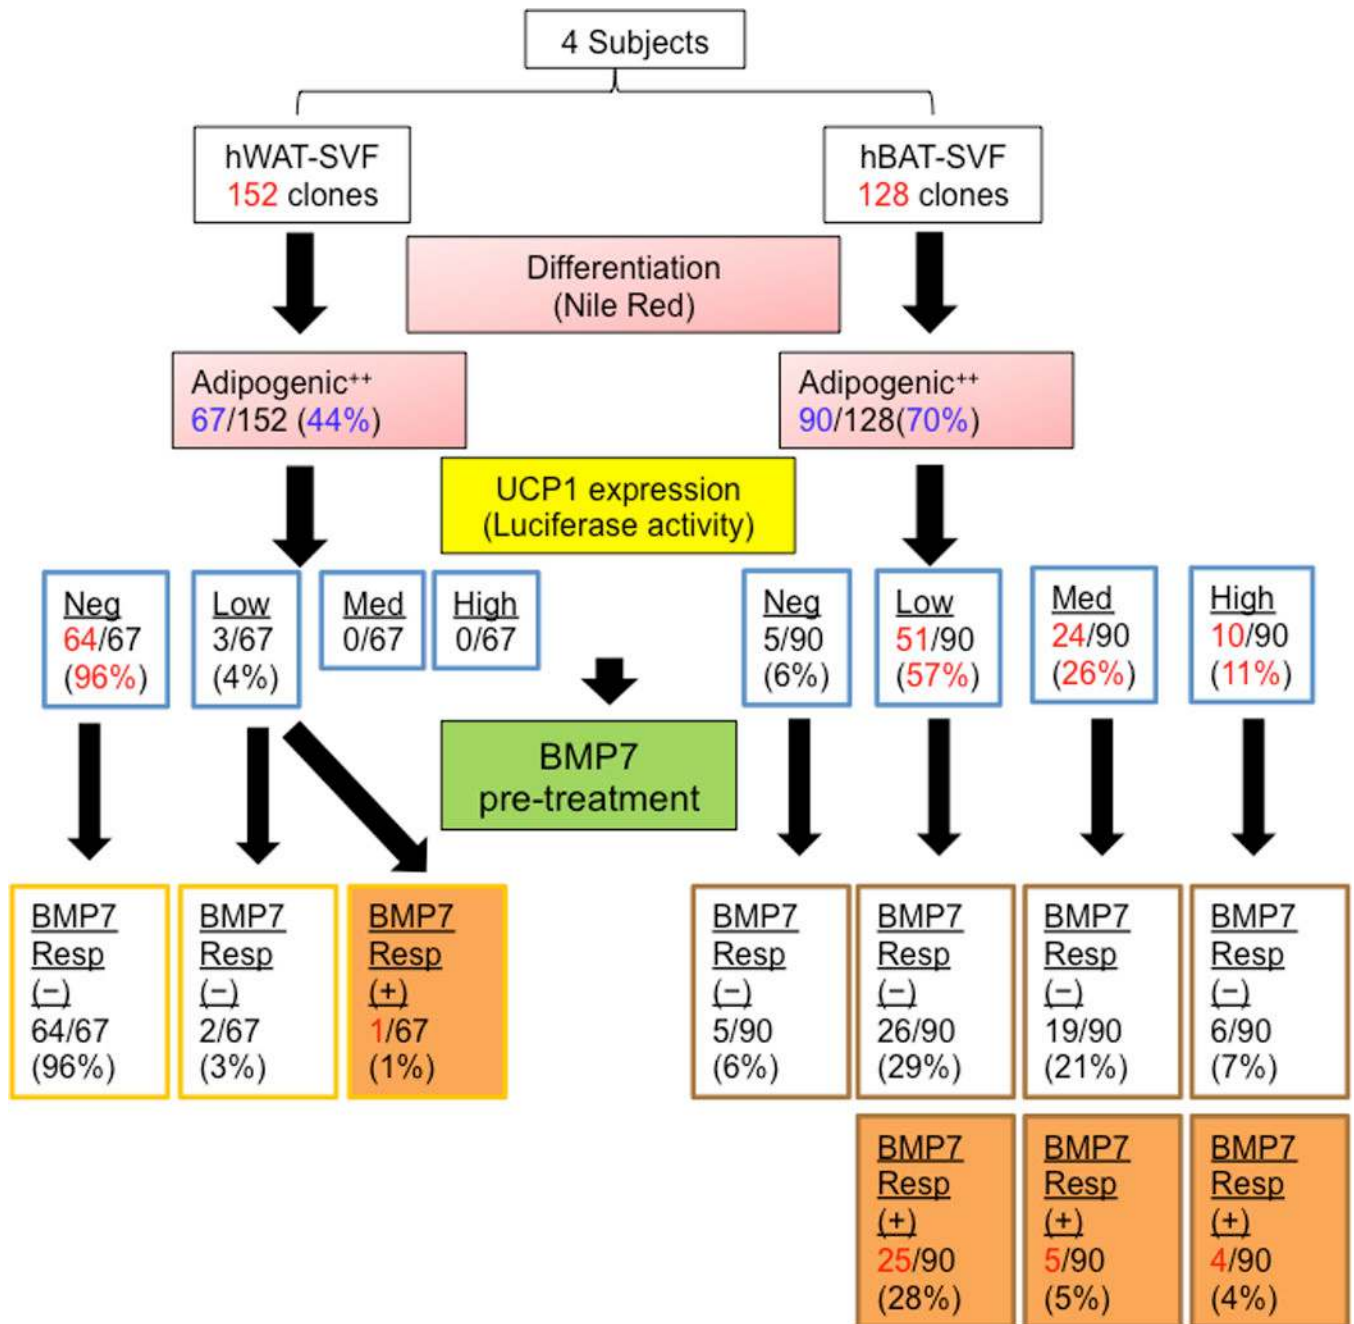 4 Subjects
hWAT-SVF
152 clones
hBAT-SVF
128 clones
Differentiation
(Nile Red)
Adipogenic⁺⁺
67/152 (44%)
Adipogenic⁺⁺
90/128(70%)
UCP1 expression
(Luciferase activity)
Neg
64/67
(96%)
Low
3/67
(4%)
Med
0/67
High
0/67
Neg
5/90
(6%)
Low
51/90
(57%)
Med
24/90
(26%)
High
10/90
(11%)
BMP7
pre-treatment
BMP7
Resp
(−)
64/67
(96%)
BMP7
Resp
(−)
2/67
(3%)
BMP7
Resp
(+)
1/67
(1%)
BMP7
Resp
(−)
5/90
(6%)
BMP7
Resp
(−)
26/90
(29%)
BMP7
Resp
(−)
19/90
(21%)
BMP7
Resp
(−)
6/90
(7%)
BMP7
Resp
(+)
25/90
(28%)
BMP7
Resp
(+)
5/90
(5%)
BMP7
Resp
(+)
4/90
(4%)